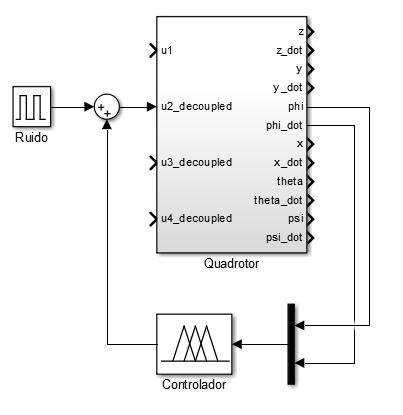 z
u1
z_dot
y
y_dot
u2_decoupled
phi
phi_dot
Ruido
x
u3_decoupled
x_dot
theta
theta_dot
u4_decoupled
psi
psi_dot
Quadrotor
Controlador